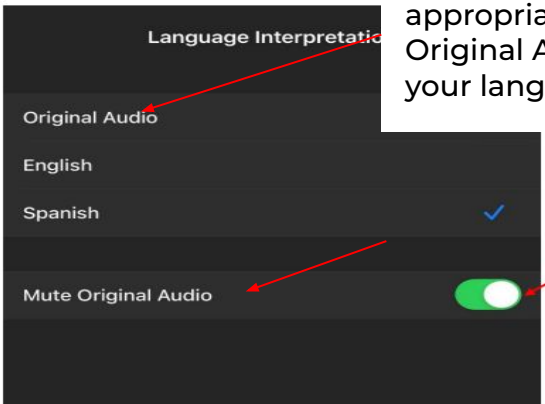 appropria
Language Interpretatio
Original A
your lang
Original Audio
English
Spanish
Mute Original Audio